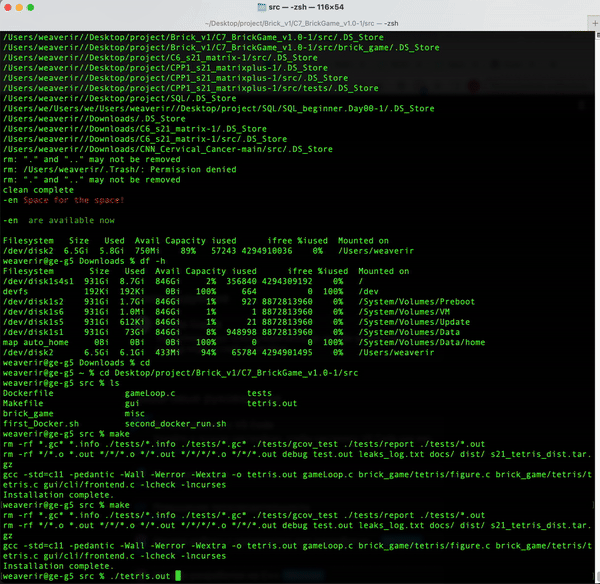 src — -zsh — 116×54
~/Desktop/project/Brick_v1/C7_BrickGame_v1.0-1/src — -zsh
/Users/weaverir//Desktop/project/Brick_v1/C7_BrickGame_v1.0-1/src/.DS_Store
/Users/weaverir//Desktop/project/Brick_v1/C7_BrickGame_v1.0-1/src/brick_game/.DS_Store
/Users/weaverir//Desktop/project/C6_s21_matrix-1/src/.DS_Store
/Users/weaverir//Desktop/project/CPP1_s21_matrixplus-1/.DS_Store
/Users/weaverir//Desktop/project/CPP1_s21_matrixplus-1/src/.DS_Store
/Users/weaverir//Desktop/project/CPP1_s21_matrixplus-1/src/tests/.DS_Store
/Users/weaverir//Desktop/project/SQL/.DS_Store
/Users/we/Users/we/Users/weaverir//Desktop/project/SQL/SQL_beginner.Day00-1/.DS_Store
/Users/weaverir//Downloads/.DS_Store
/Users/weaverir//Downloads/C6_s21_matrix-1/.DS_Store
/Users/weaverir//Downloads/C6_s21_matrix-1/src/.DS_Store
/Users/weaverir//Downloads/CNN_Cervical_Cancer-main/src/.DS_Store
rm: "." and ".." may not be removed
rm: /Users/weaverir/.Trash/: Permission denied
rm: "." and ".." may not be removed
clean complete
-en Space for the space!
-en  are available now
Filesystem   Size   Used  Avail Capacity iused      ifree %iused  Mounted on
/dev/disk2  6.5Gi  5.8Gi  750Mi    89%   57243 4294910036    0%   /Users/weaverir
weaverir@ge-g5 Downloads % df -h
Filesystem       Size   Used  Avail Capacity iused      ifree %iused  Mounted on
/dev/disk1s4s1  931Gi  8.7Gi  846Gi     2%  356840 4294309192    0%   /
devfs           192Ki  192Ki    0Bi   100%     664          0  100%   /dev
/dev/disk1s2    931Gi  1.7Gi  846Gi     1%     927 8872813960    0%   /System/Volumes/Preboot
/dev/disk1s6    931Gi  1.0Mi  846Gi     1%       1 8872813960    0%   /System/Volumes/VM
/dev/disk1s5    931Gi  612Ki  846Gi     1%      21 8872813960    0%   /System/Volumes/Update
/dev/disk1s1    931Gi   73Gi  846Gi     8%  948998 8872813960    0%   /System/Volumes/Data
map auto_home     0Bi    0Bi    0Bi   100%       0          0  100%   /System/Volumes/Data/home
/dev/disk2      6.5Gi  6.1Gi  433Mi    94%   65784 4294901495    0%   /Users/weaverir
weaverir@ge-g5 Downloads % cd
weaverir@ge-g5 ~ % cd Desktop/project/Brick_v1/C7_BrickGame_v1.0-1/src
weaverir@ge-g5 src % ls
Dockerfile              gameLoop.c              tests
Makefile                gui                     tetris.out
brick_game              misc
first_Docker.sh         second_docker_run.sh
weaverir@ge-g5 src % make
rm -rf *.gc* *.info ./tests/*.info ./tests/*.gc* ./tests/gcov_test ./tests/report ./tests/*.out
rm -rf */*.o *.out */*/*.o */*.out */*/*/*.o */*/*/*.out debug test.out leaks_log.txt docs/ dist/ s21_tetris_dist.tar.
gz
gcc -std=c11 -pedantic -Wall -Werror -Wextra -o tetris.out gameLoop.c brick_game/tetris/figure.c brick_game/tetris/t
etris.c gui/cli/frontend.c -lcheck -lncurses
Installation complete.
weaverir@ge-g5 src % make
rm -rf *.gc* *.info ./tests/*.info ./tests/*.gc* ./tests/gcov_test ./tests/report ./tests/*.out
rm -rf */*.o *.out */*/*.o */*.out */*/*/*.o */*/*/*.out debug test.out leaks_log.txt docs/ dist/ s21_tetris_dist.tar.
gz
gcc -std=c11 -pedantic -Wall -Werror -Wextra -o tetris.out gameLoop.c brick_game/tetris/figure.c brick_game/tetris/t
etris.c gui/cli/frontend.c -lcheck -lncurses
Installation complete.
weaverir@ge-g5 src % ./tetris.out